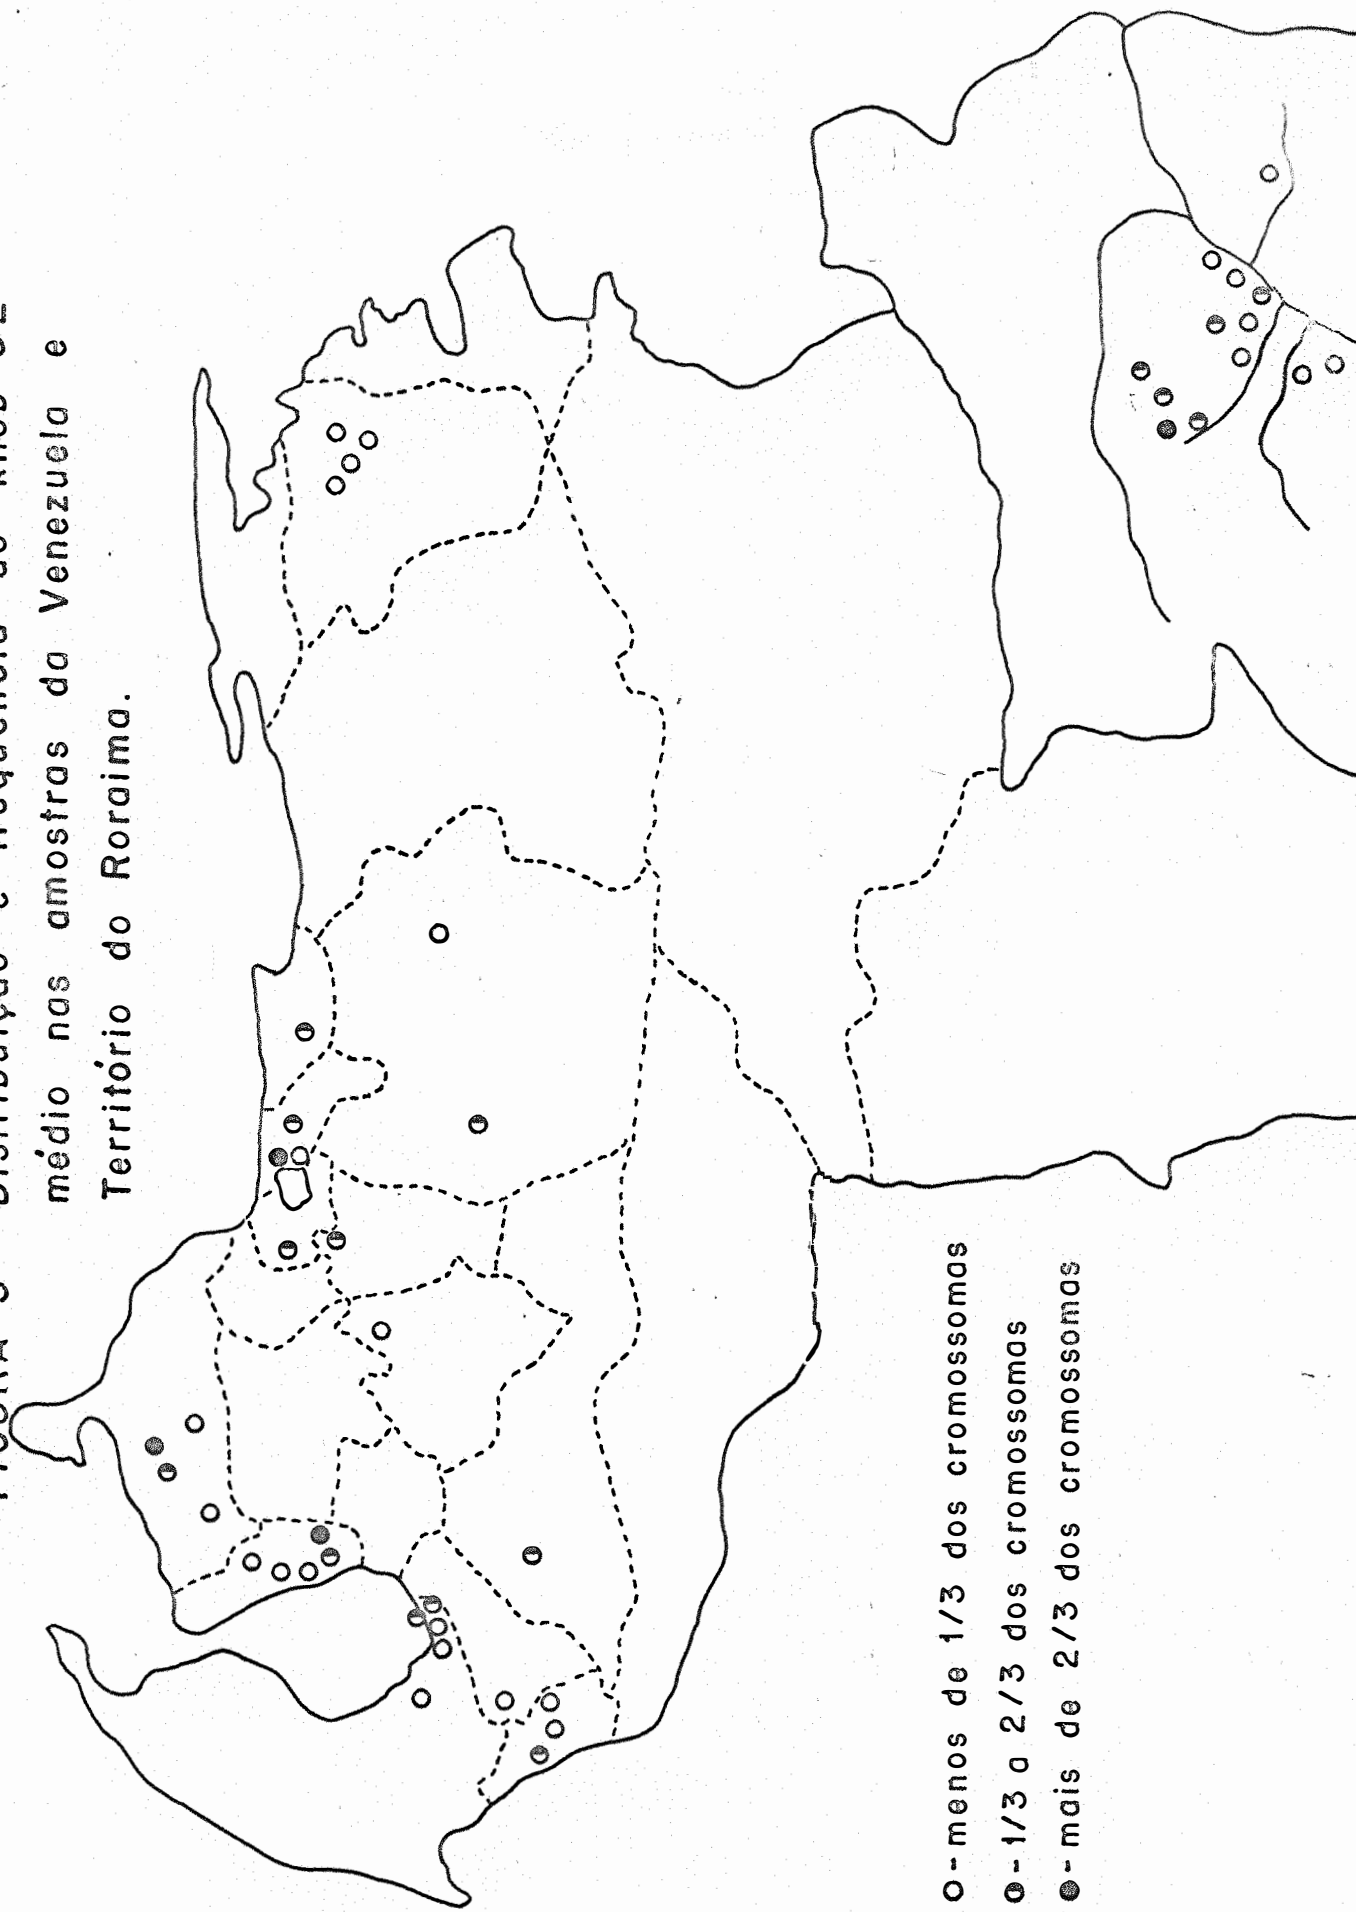 médio nas amostras da Venezuela e
Território do Roraima.
O-menos de 1/3 dos cromossomas
◑-1/3 a 2/3 dos cromossomas
●-mais de 2/3 dos cromossomas